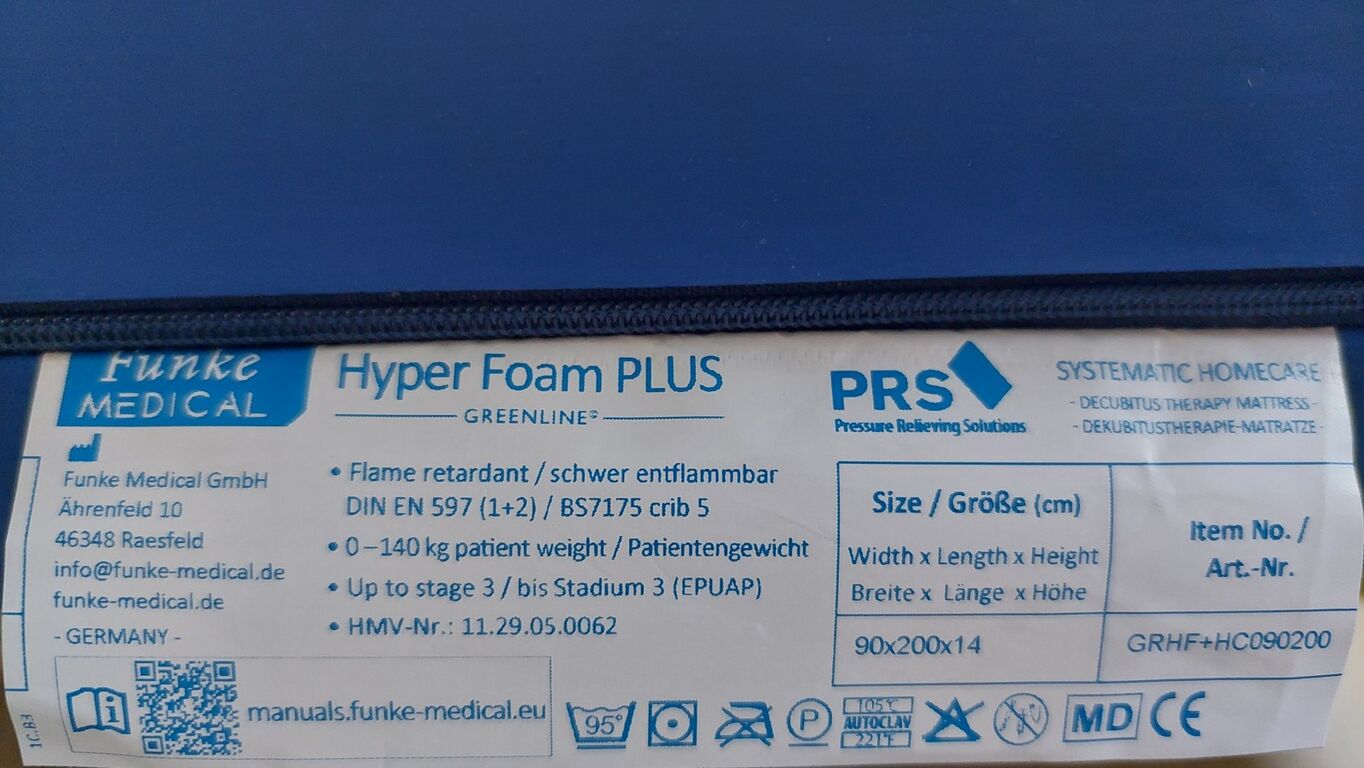 Funke
MEDICAL
Hyper Foam PLUS
GREENLINE®
PRS
Pressure Relieving Solutions
SYSTEMATIC HOMECARE
- DECUBITUS THERAPY MATTRESS -
- DEKUBITUSTHERAPIE-MATRATZE -
Funke Medical GmbH
Ährenfeld 10
46348 Raesfeld
info@funke-medical.de
funke-medical.de
- GERMANY -
• Flame retardant / schwer entflammbar
DIN EN 597 (1+2) / BS7175 crib 5
• 0–140 kg patient weight / Patientengewicht
• Up to stage 3 / bis Stadium 3 (EPUAP)
• HMV-Nr.: 11.29.05.0062
Size / Größe (cm)
Width x Length x Height
Breite x Länge x Höhe
Item No. /
Art.-Nr.
90x200x14
GRHF+HC090200
manuals.funke-medical.eu
95°
P
105°C
AUTOCLAV
221°F
MD
CE
1C.B3